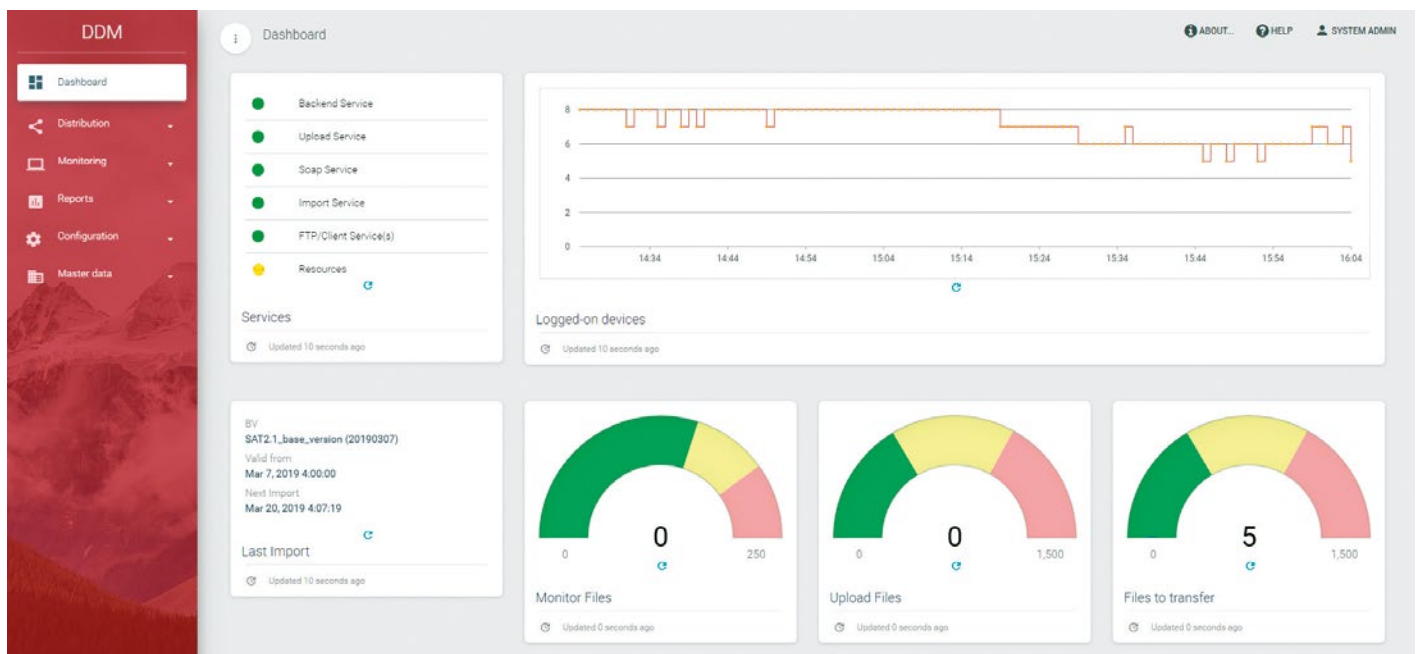 DDM
Dashboard
ABOUT...
HELP
SYSTEM ADMIN
Dashboard
Distribution
Monitoring
Reports
Configuration
Master data
Backend Service
Upload Service
Soap Service
Import Service
FTP/Client Service(s)
Resources
Services
Updated 10 seconds ago
8
6
4
2
0
14:34 14:44 14:54 15:04 15:14 15:24 15:34 15:44 15:54 16:04
Logged-on devices
Updated 10 seconds ago
BV
SAT2.1_base_version (20190307)
Valid from
Mar 7, 2019 4:00:00
Next Import
Mar 20, 2019 4:07:19
Last Import
Updated 10 seconds ago
0
0 250
Monitor Files
Updated 0 seconds ago
0
0 1,500
Upload Files
Updated 0 seconds ago
5
0 1,500
Files to transfer
Updated 0 seconds ago